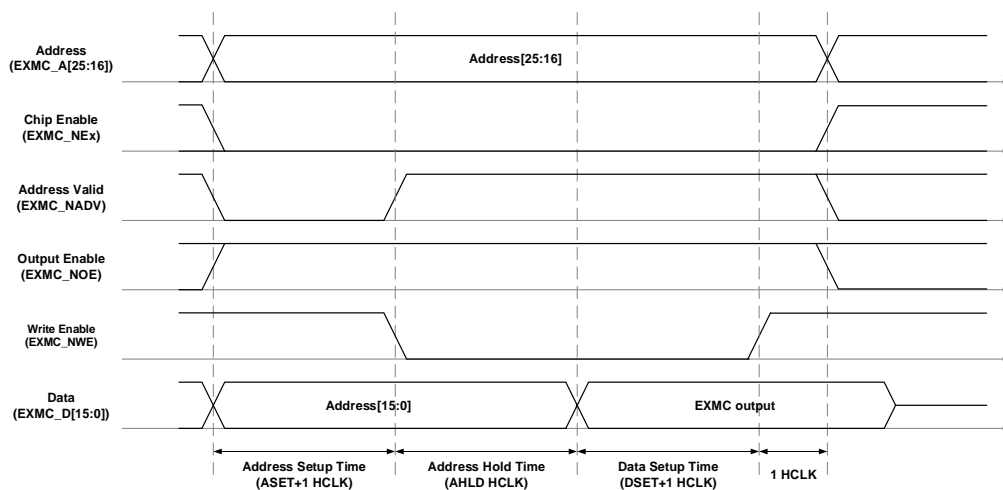 Address
(EXMC_A[25:16])
Address[25:16]
Chip Enable
(EXMC_NEx)
Address Valid
(EXMC_NADV)
Output Enable
(EXMC_NOE)
Write Enable
(EXMC_NWE)
Data
(EXMC_D[15:0])
Address[15:0]
EXMC output
Address Setup Time
(ASET+1 HCLK)
Address Hold Time
(AHLD HCLK)
Data Setup Time
(DSET+1 HCLK)
1 HCLK